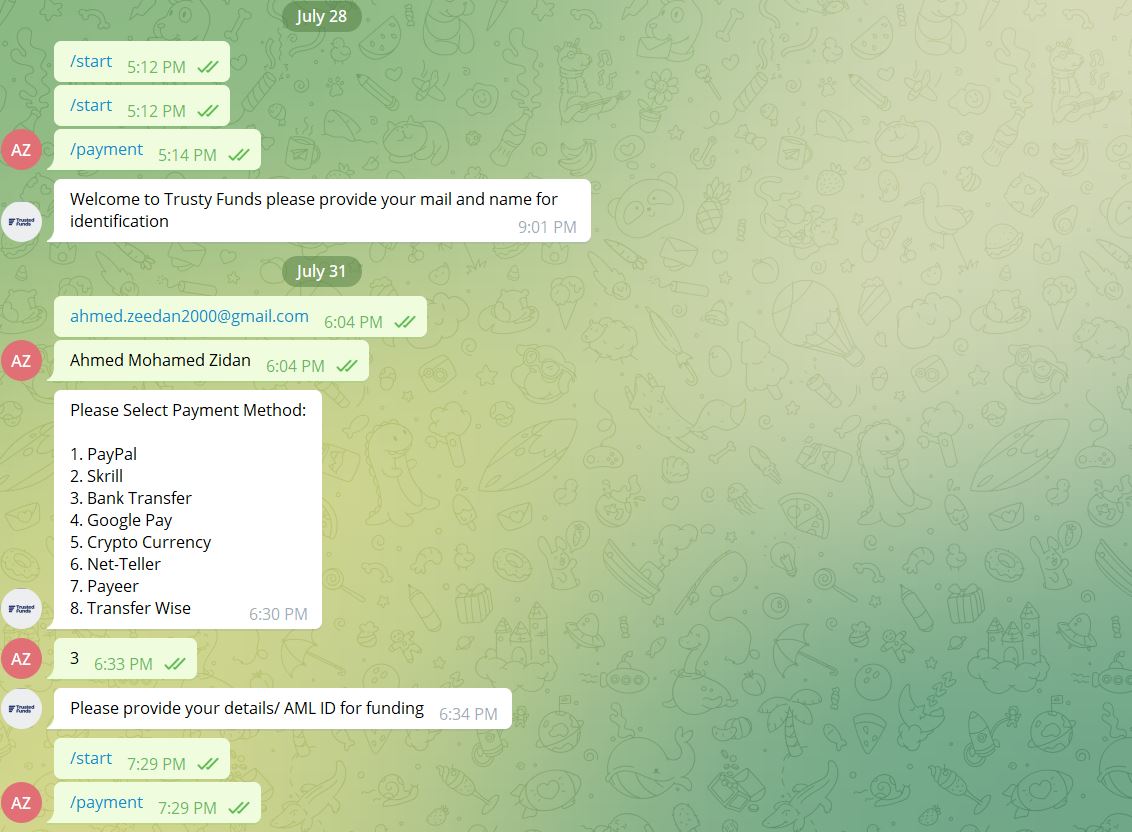 July 28
/start 5:12 PM
/start 5:12 PM
AZ
/payment 5:14 PM
Welcome to Trusty Funds please provide your mail and name for
identification
9:01 PM
Trusted
Funds
July 31
ahmed.zeedan2000@gmail.com 6:04 PM
AZ
Ahmed Mohamed Zidan 6:04 PM
Please Select Payment Method:
1. PayPal
2. Skrill
3. Bank Transfer
4. Google Pay
5. Crypto Currency
6. Net-Teller
7. Payeer
8. Transfer Wise
6:30 PM
Trusted
Funds
AZ
3 6:33 PM
Trusted
Funds
Please provide your details/ AML ID for funding 6:34 PM
/start 7:29 PM
AZ
/payment 7:29 PM